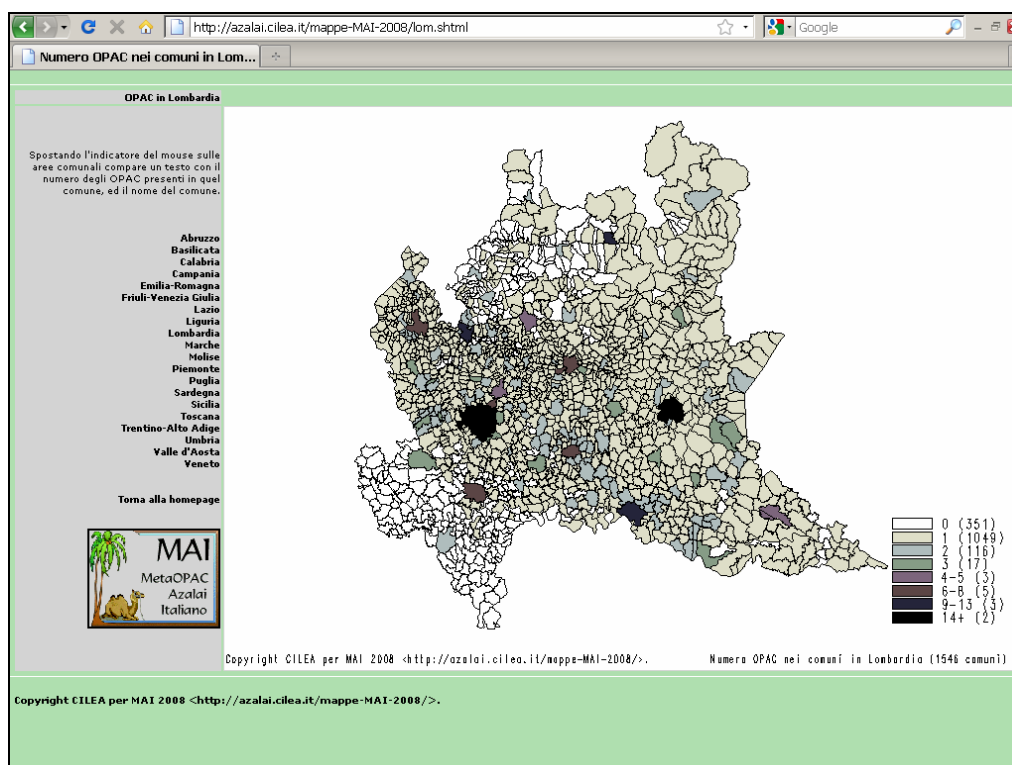 http://azalai.cilea.it/mappe-MAI-2008/lom.shtml
Google
Numero OPAC nei comuni in Lom...
OPAC in Lombardia
Spostando l'indicatore del mouse sulle
aree comunali compare un testo con il
numero degli OPAC presenti in quel
comune, ed il nome del comune.
Abruzzo
Basilicata
Calabria
Campania
Emilia-Romagna
Friuli-Venezia Giulia
Lazio
Liguria
Lombardia
Marche
Molise
Piemonte
Puglia
Sardegna
Sicilia
Toscana
Trentino-Alto Adige
Umbria
Valle d'Aosta
Veneto
Torna alla homepage
MAI
MetaOPAC
Azalai
Italiano
0 (351)
1 (1049)
2 (116)
3 (17)
4-5 (3)
6-8 (5)
9-13 (3)
14+ (2)
Copyright CILEA per MAI 2008 <http://azalai.cilea.it/mappe-MAI-2008/>.
Numero OPAC nei comuni in Lombardia (1546 comuni)
Copyright CILEA per MAI 2008 <http://azalai.cilea.it/mappe-MAI-2008/>.